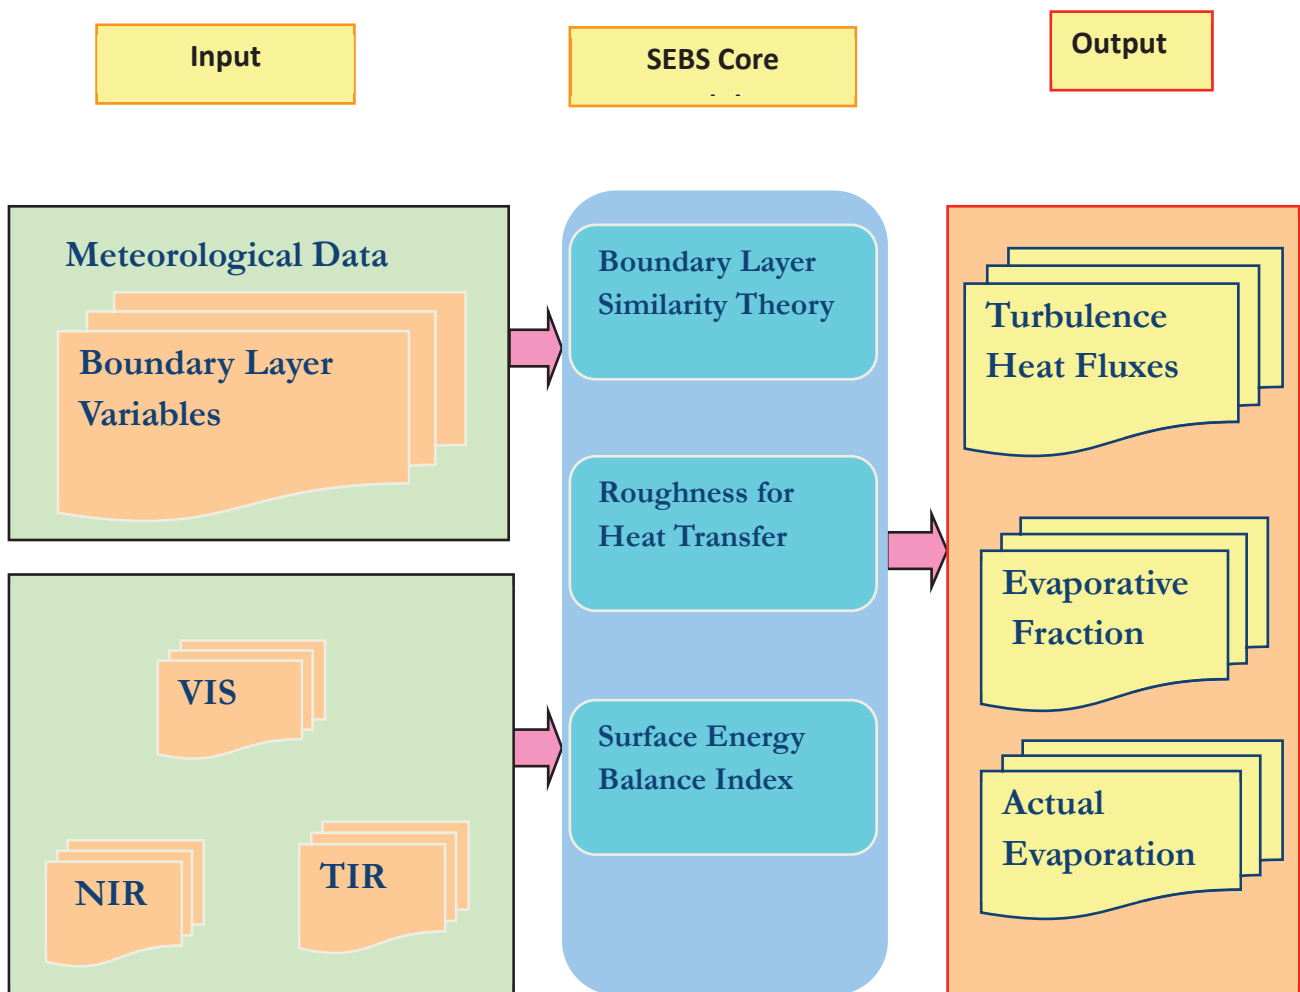 Input
SEBS Core
Output
Meteorological Data
Boundary Layer
Variables
VIS
NIR
TIR
Boundary Layer
Similarity Theory
Roughness for
Heat Transfer
Surface Energy
Balance Index
Turbulence
Heat Fluxes
Evaporative
Fraction
Actual
Evaporation